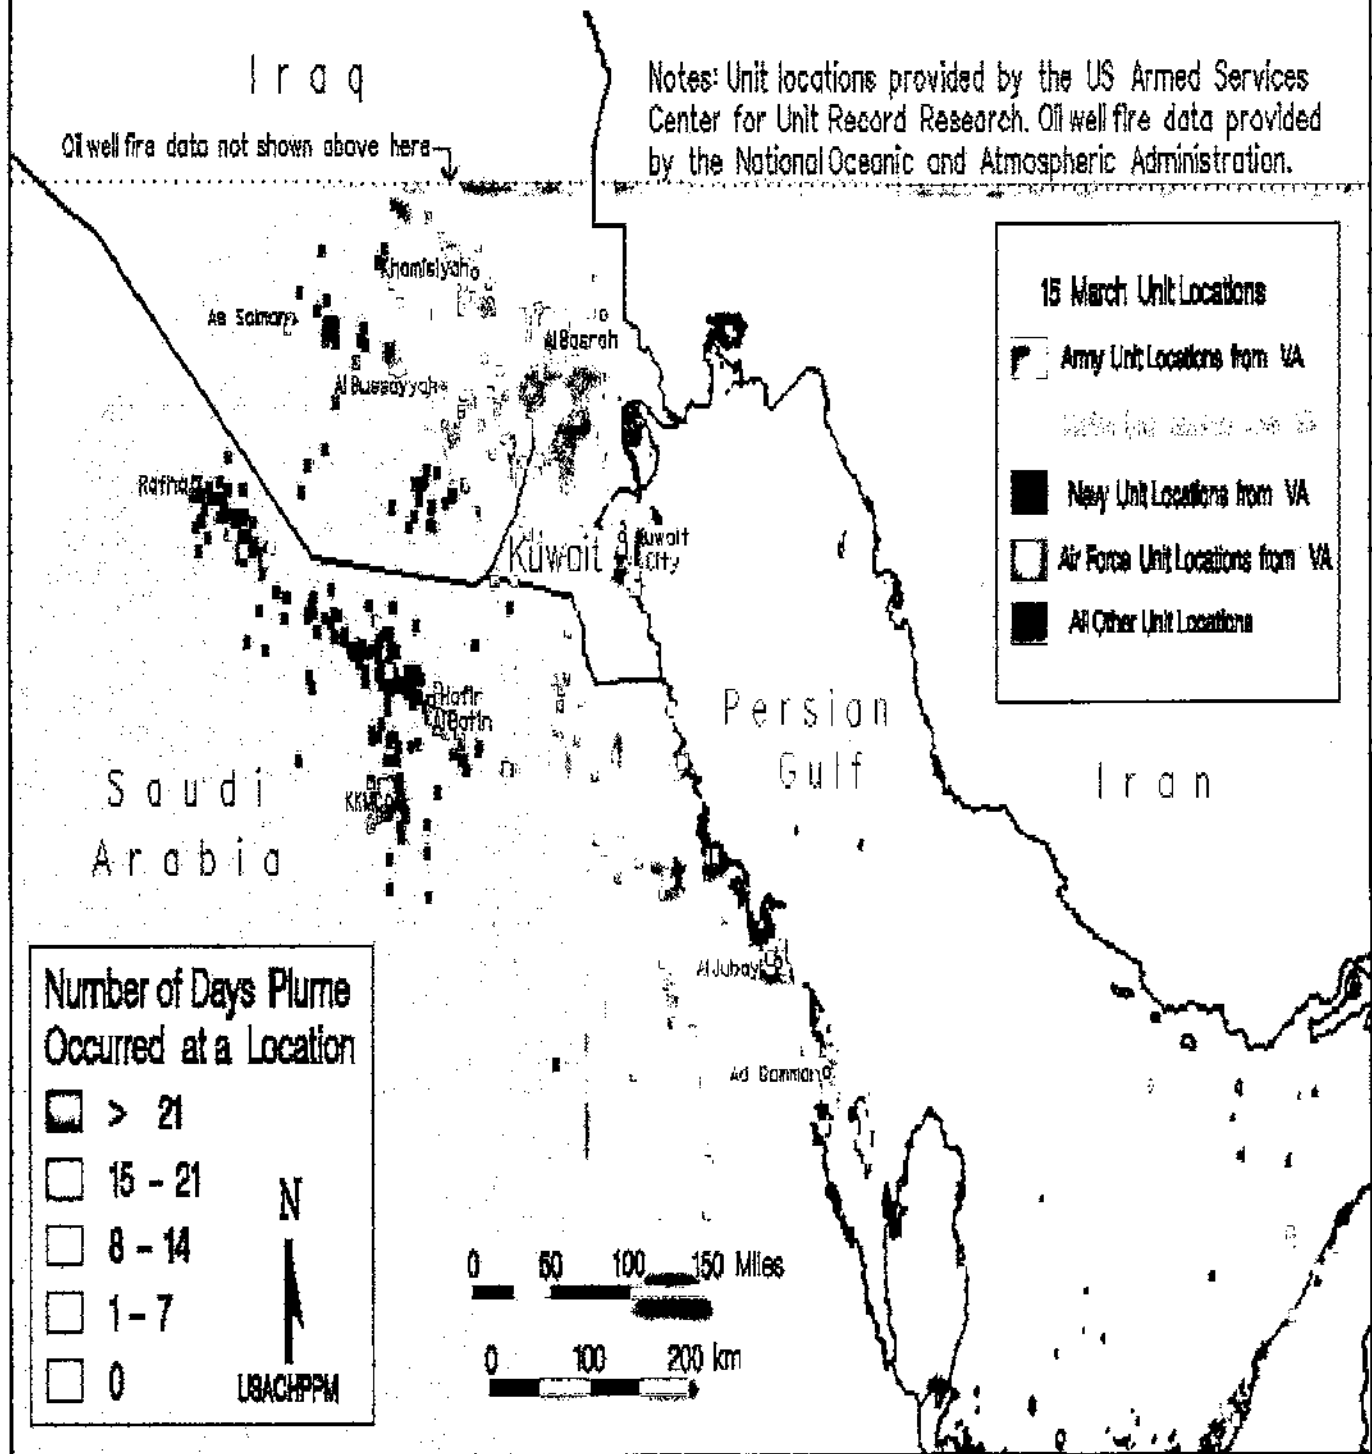 Iraq
Notes: Unit locations provided by the US Armed Services
Center for Unit Record Research. Oil well fire data provided
by the National Oceanic and Atmospheric Administration.
Oil well fire data not shown above here
Khamisiyah
As Salman
Al Basrah
Al Bussayyah
Rafha
Kuwait
Kuwait
City
Hafir
Al Batin
KKMC
Saudi
Arabia
Persian
Gulf
Iran
Al Jubayl
Ad Dammam
15 March Unit Locations
Army Unit Locations from VA
Navy Unit Locations from VA
Air Force Unit Locations from VA
All Other Unit Locations
Number of Days Plume
Occurred at a Location
> 21
15 - 21
8 - 14
1 - 7
0
N
USACHPPM
0 50 100 150 Miles
0 100 200 km